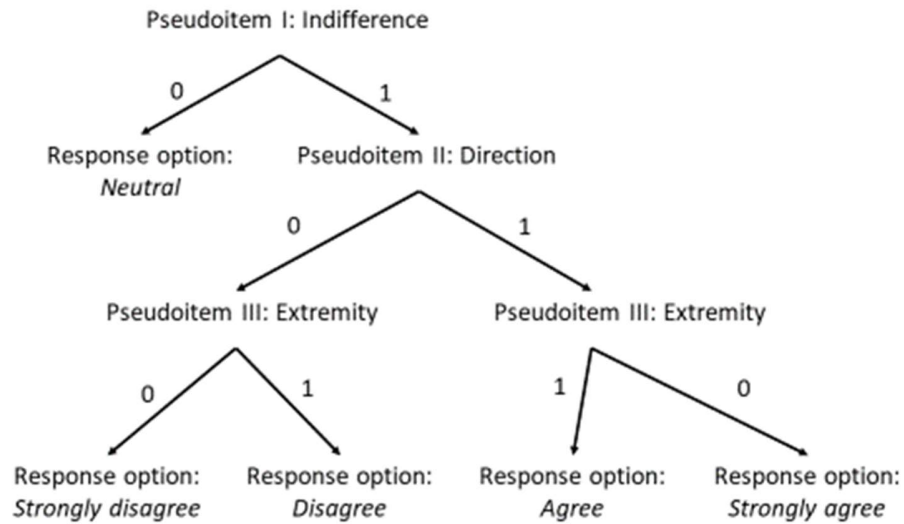 Pseudoitem I: Indifference
0
1
Response option:
Neutral
Pseudoitem II: Direction
0
1
Pseudoitem III: Extremity
Pseudoitem III: Extremity
0
1
1
0
Response option:
Strongly disagree
Response option:
Disagree
Response option:
Agree
Response option:
Strongly agree